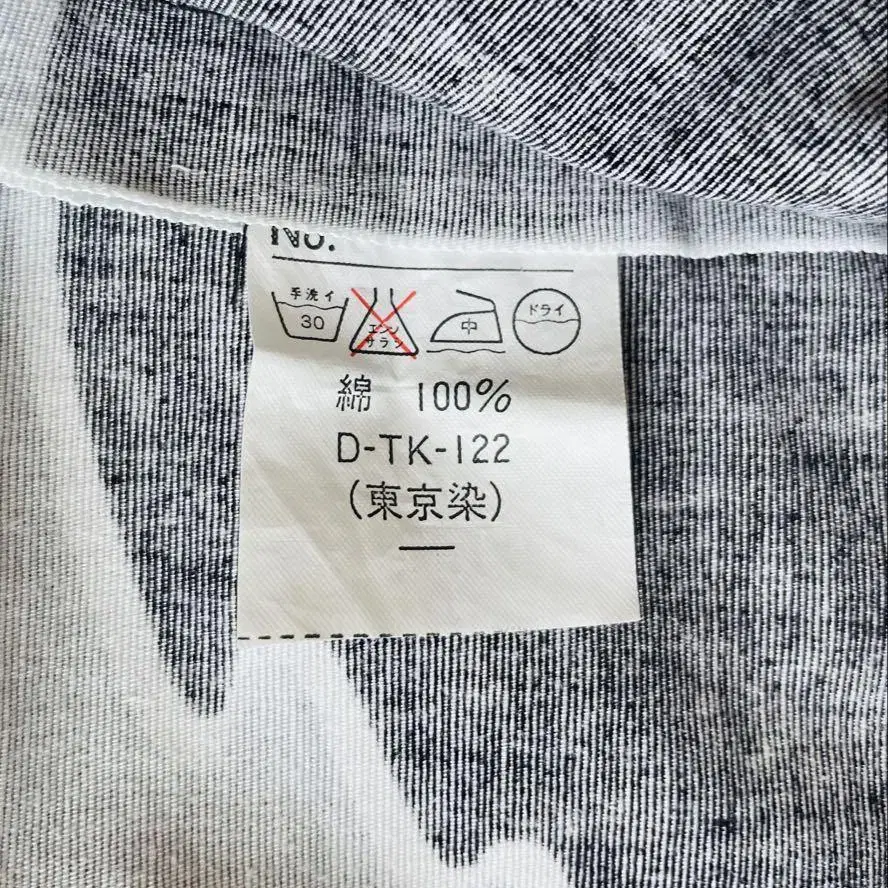 No.
手洗イ
30
エンソ
サラシ
中
ドライ
綿 100%
D-TK-122
(東京染)